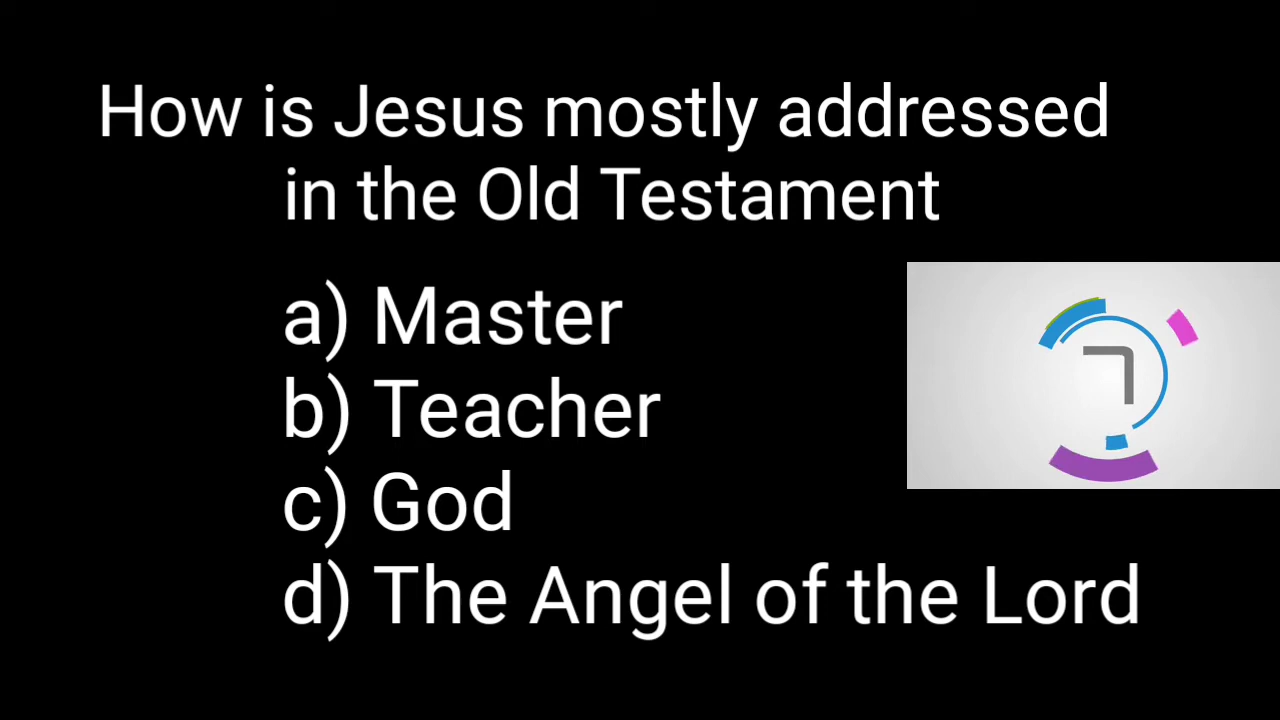 How is Jesus mostly addressed
in the Old Testament
a) Master
b) Teacher
c) God
d) The Angel of the Lord